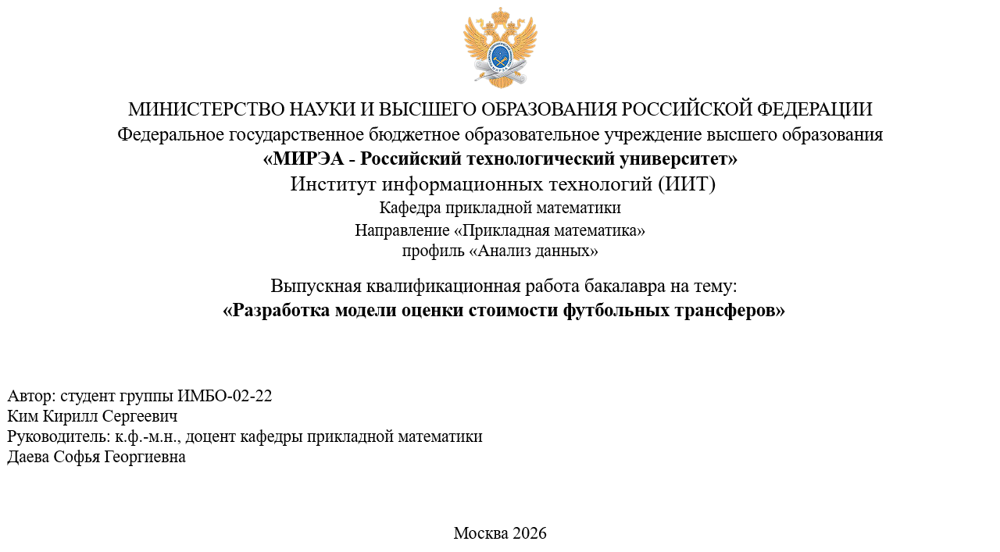 МИНИСТЕРСТВО НАУКИ И ВЫСШЕГО ОБРАЗОВАНИЯ РОССИЙСКОЙ ФЕДЕРАЦИИ
Федеральное государственное бюджетное образовательное учреждение высшего образования
«МИРЭА - Российский технологический университет»
Институт информационных технологий (ИИТ)
Кафедра прикладной математики
Направление «Прикладная математика»
профиль «Анализ данных»
Выпускная квалификационная работа бакалавра на тему:
«Разработка модели оценки стоимости футбольных трансферов»
Автор: студент группы ИМБО-02-22
Ким Кирилл Сергеевич
Руководитель: к.ф.-м.н., доцент кафедры прикладной математики
Даева Софья Георгиевна
Москва 2026